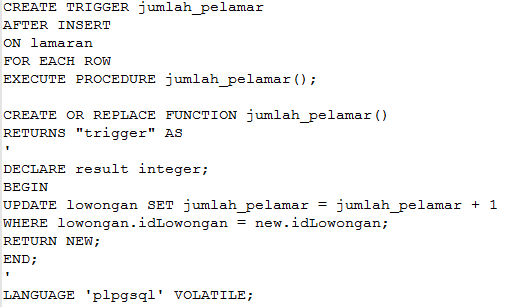 CREATE TRIGGER jumlah_pelamar
AFTER INSERT
ON lamaran
FOR EACH ROW
EXECUTE PROCEDURE jumlah_pelamar();
CREATE OR REPLACE FUNCTION jumlah_pelamar()
RETURNS "trigger" AS
'
DECLARE result integer;
BEGIN
UPDATE lowongan SET jumlah_pelamar = jumlah_pelamar + 1
WHERE lowongan.idLowongan = new.idLowongan;
RETURN NEW;
END;
'
LANGUAGE 'plpgsql' VOLATILE;